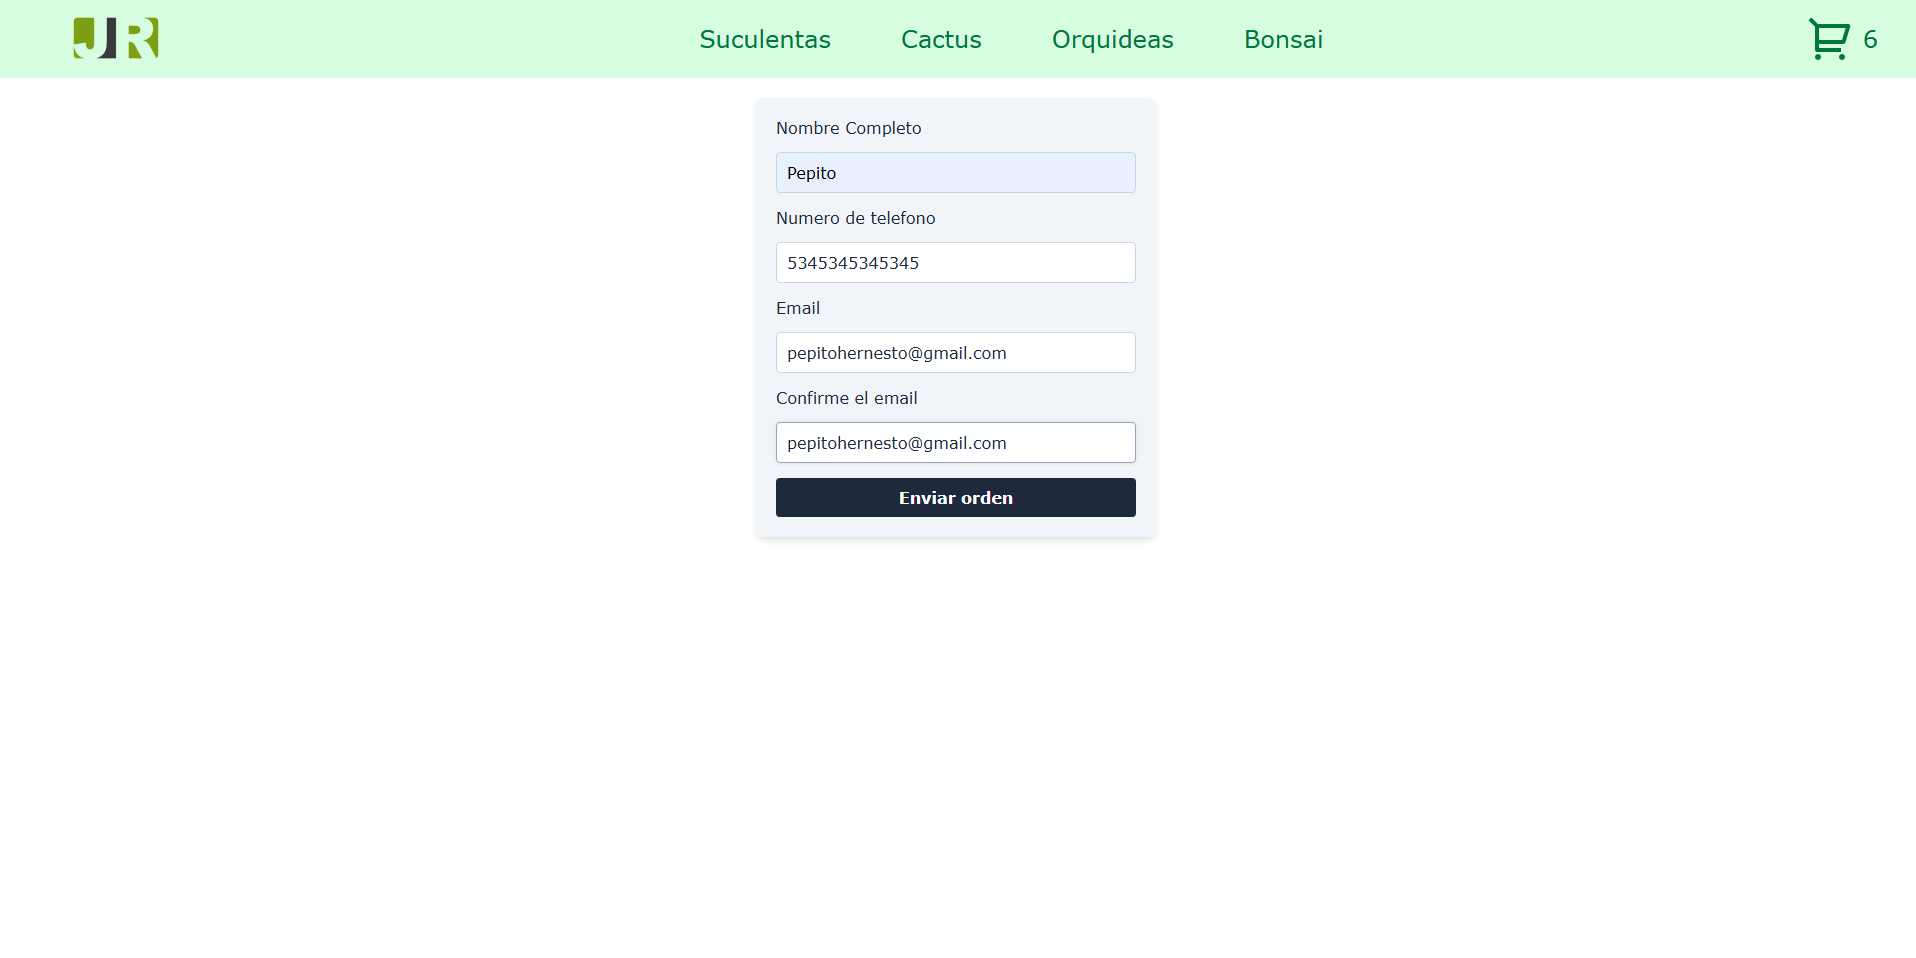 JR
Suculentas Cactus Orquideas Bonsai 6
Nombre Completo
Pepito
Numero de telefono
5345345345345
Email
pepitohernesto@gmail.com
Confirme el email
pepitohernesto@gmail.com
Enviar orden